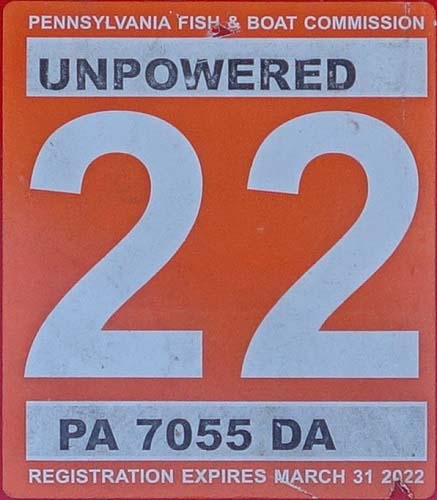 PENNSYLVANIA FISH & BOAT COMMISSION
UNPOWERED
22
PA 7055 DA
REGISTRATION EXPIRES MARCH 31 2022